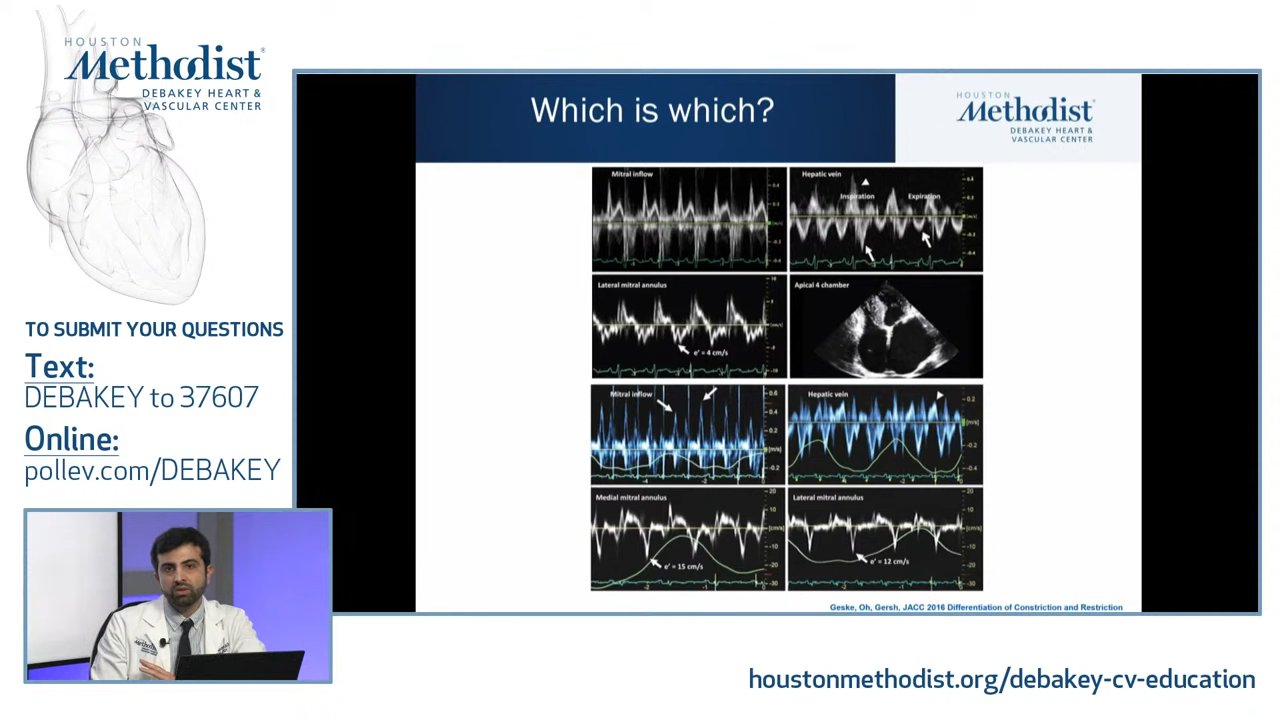 HOUSTON
Methodist®
DEBAKEY HEART &
VASCULAR CENTER
TO SUBMIT YOUR QUESTIONS
Text:
DEBAKEY to 37607
Online:
pollev.com/DEBAKEY
Which is which?
HOUSTON
Methodist
DEBAKEY HEART &
VASCULAR CENTER
Mitral inflow
Hepatic vein
Inspiration
Expiration
Lateral mitral annulus
e' = 4 cm/s
Apical 4 chamber
Mitral inflow
Hepatic vein
Medial mitral annulus
e' = 15 cm/s
Lateral mitral annulus
e' = 12 cm/s
Geske, Oh, Gersh, JACC 2016 Differentiation of Constriction and Restriction
houstonmethodist.org/debakey-cv-education